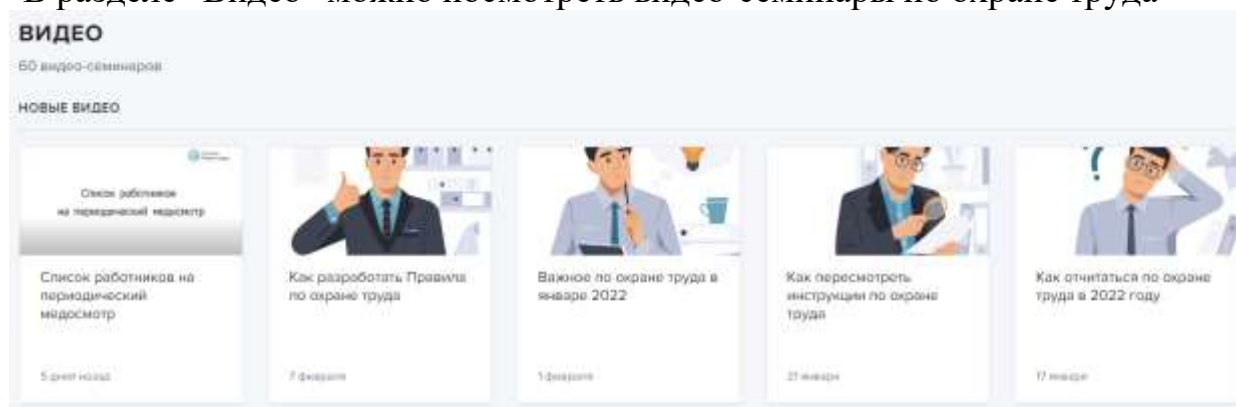 В разделе "Видео" можно посмотреть видео-семинары по охране труда
ВИДЕО
60 видео-семинаров
НОВЫЕ ВИДЕО
Список работников
на периодический медосмотр
Список работников на
периодический
медосмотр
5 дней назад
Как разработать Правила
по охране труда
7 февраля
Важное по охране труда в
январе 2022
1 февраля
Как пересмотреть
инструкции по охране
труда
21 января
Как отчитаться по охране
труда в 2022 году
17 января